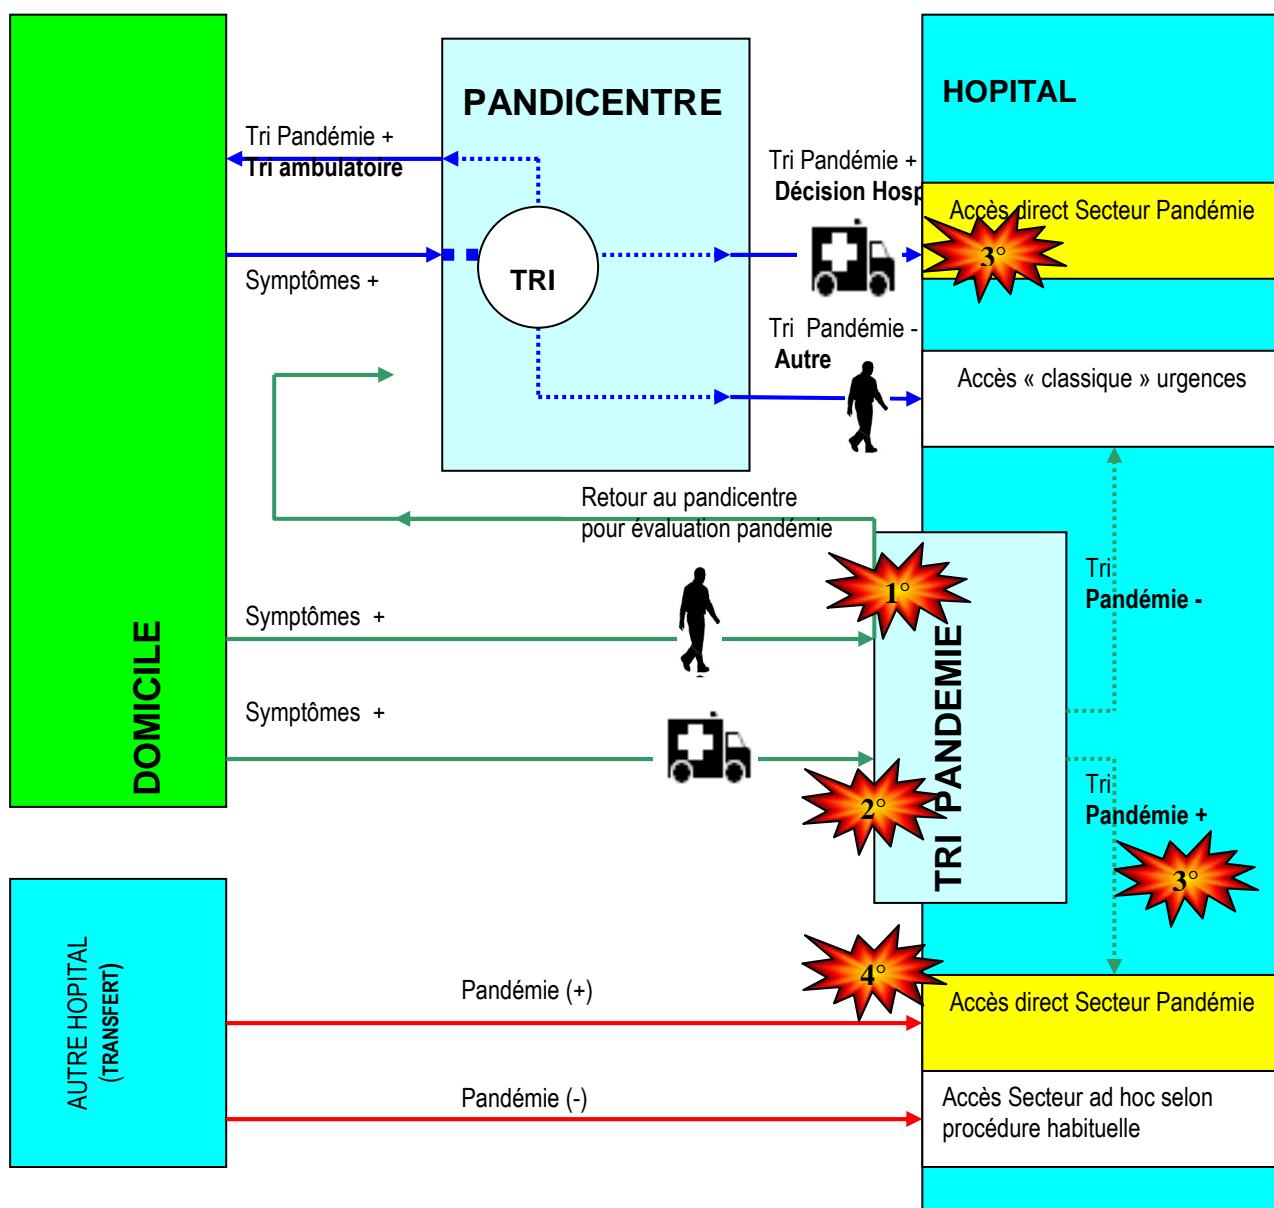 PANDICENTRE
HOPITAL
Tri Pandémie +
Tri ambulatoire
Tri Pandémie +
Décision Hosp
Accès direct Secteur Pandémie
3°
Symptômes +
TRI
Tri Pandémie -
Autre
Accès « classique » urgences
Retour au pandicentre
pour évaluation pandémie
1°
Tri
Pandémie -
Symptômes +
DOMICILE
Symptômes +
TRI PANDEMIE
2°
Tri
Pandémie +
3°
4°
AUTRE HOPITAL
(TRANSFERT)
Pandémie (+)
Accès direct Secteur Pandémie
Pandémie (-)
Accès Secteur ad hoc selon
procédure habituelle